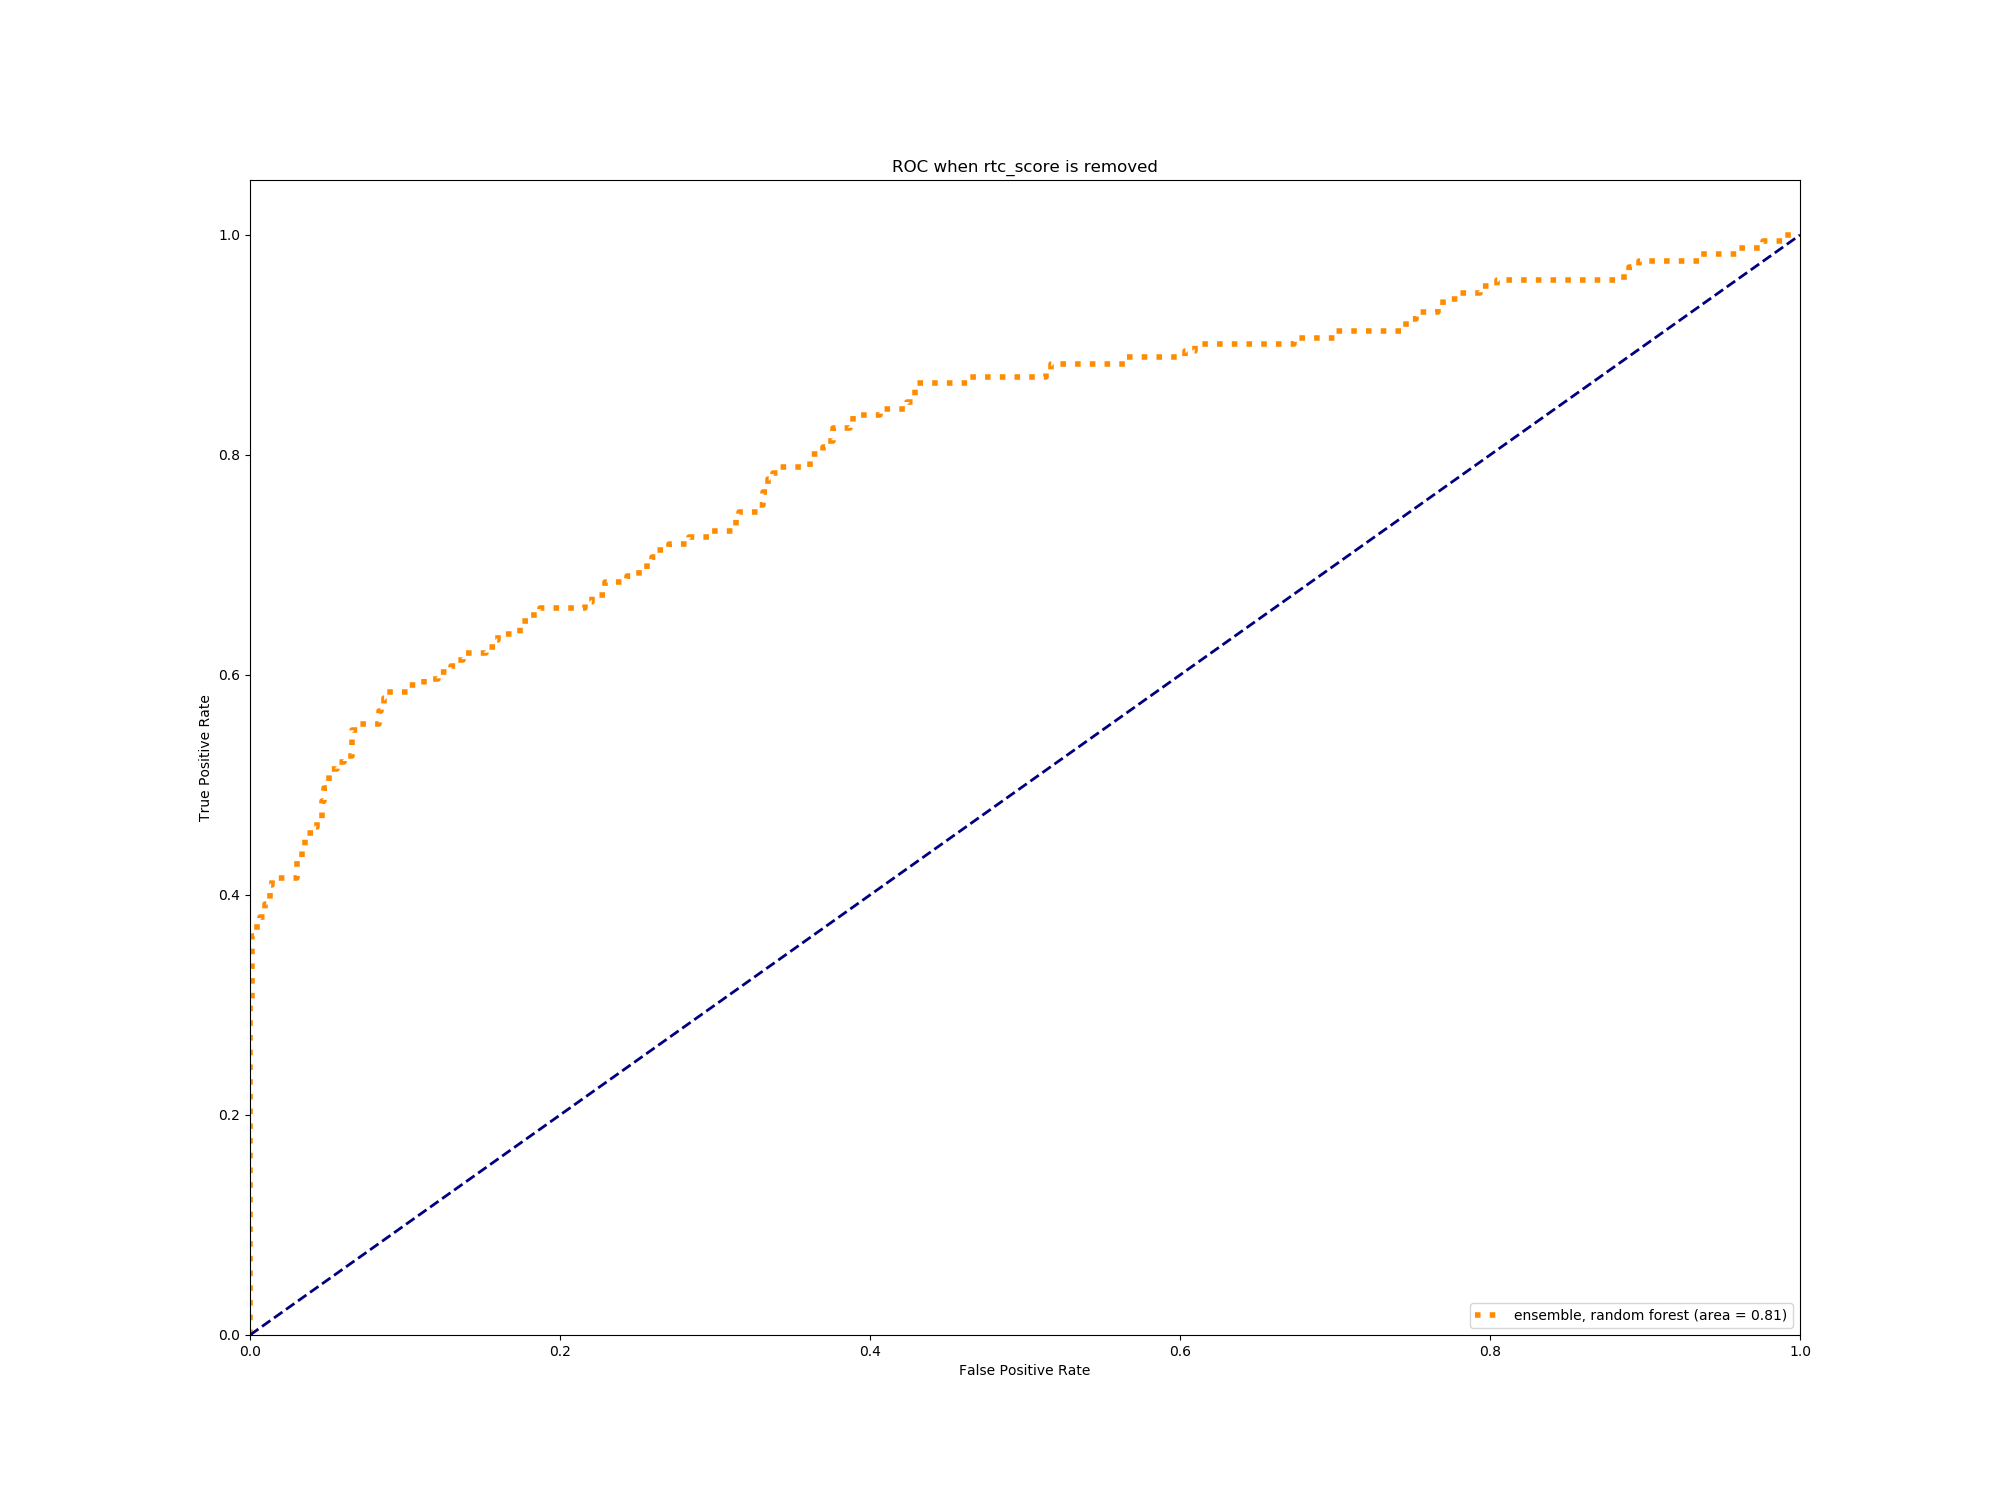 ROC when rtc_score is removed
1.0
0.8
0.6
0.4
0.2
0.0
True Positive Rate
0.0 0.2 0.4 0.6 0.8 1.0
False Positive Rate
ensemble, random forest (area = 0.81)